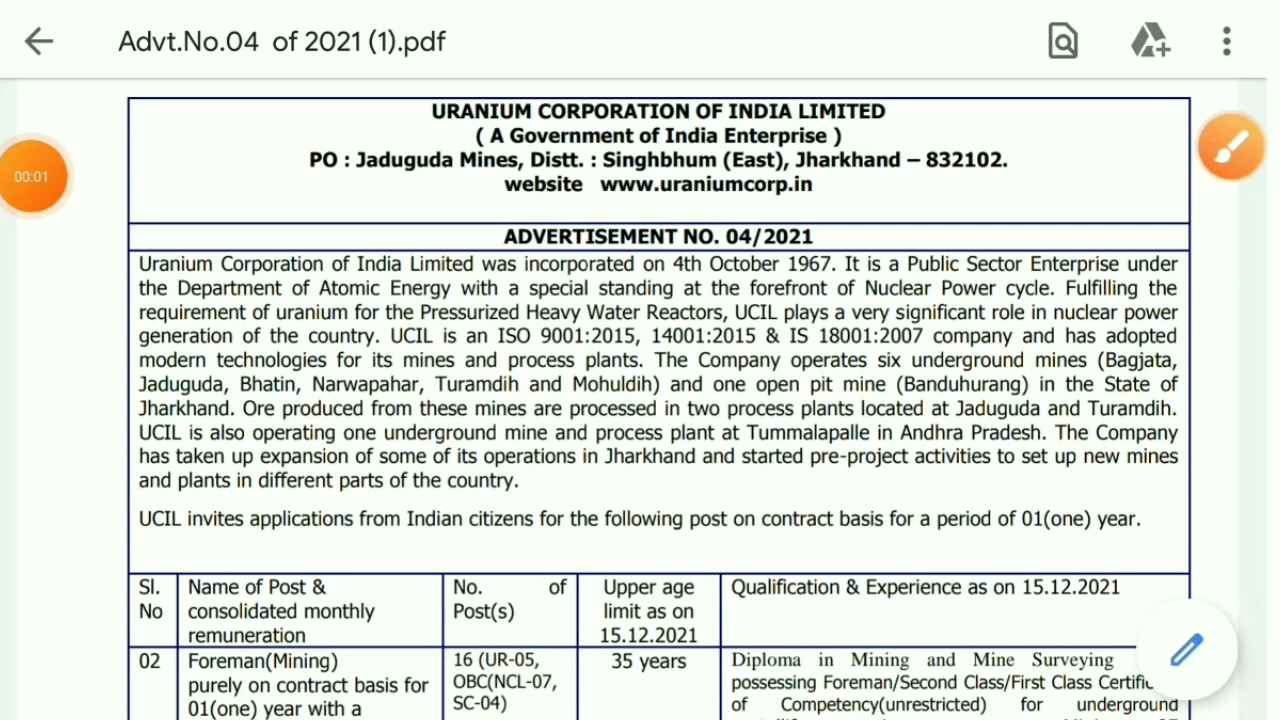 Advt.No.04 of 2021 (1).pdf
00:01
URANIUM CORPORATION OF INDIA LIMITED
( A Government of India Enterprise )
PO : Jaduguda Mines, Distt. : Singhbhum (East), Jharkhand – 832102.
website www.uraniumcorp.in
ADVERTISEMENT NO. 04/2021
Uranium Corporation of India Limited was incorporated on 4th October 1967. It is a Public Sector Enterprise under
the Department of Atomic Energy with a special standing at the forefront of Nuclear Power cycle. Fulfilling the
requirement of uranium for the Pressurized Heavy Water Reactors, UCIL plays a very significant role in nuclear power
generation of the country. UCIL is an ISO 9001:2015, 14001:2015 & IS 18001:2007 company and has adopted
modern technologies for its mines and process plants. The Company operates six underground mines (Bagjata,
Jaduguda, Bhatin, Narwapahar, Turamdih and Mohuldih) and one open pit mine (Banduhurang) in the State of
Jharkhand. Ore produced from these mines are processed in two process plants located at Jaduguda and Turamdih.
UCIL is also operating one underground mine and process plant at Tummalapalle in Andhra Pradesh. The Company
has taken up expansion of some of its operations in Jharkhand and started pre-project activities to set up new mines
and plants in different parts of the country.
UCIL invites applications from Indian citizens for the following post on contract basis for a period of 01(one) year.
Sl. No
Name of Post & consolidated monthly remuneration
No. of Post(s)
Upper age limit as on 15.12.2021
Qualification & Experience as on 15.12.2021
02
Foreman(Mining)
purely on contract basis for
01(one) year with a
16 (UR-05,
OBC(NCL-07,
SC-04)
35 years
Diploma in Mining and Mine Surveying
possessing Foreman/Second Class/First Class
of Competency(unrestricted) for underground